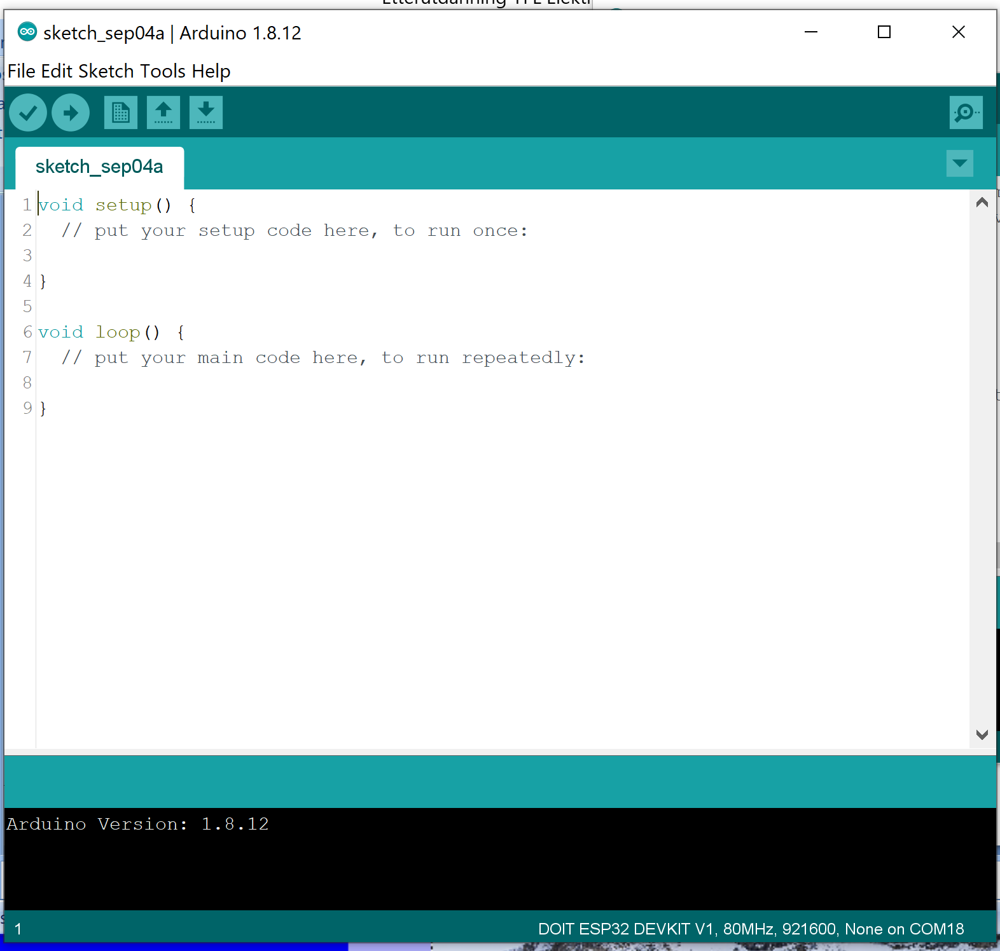 sketch_sep04a | Arduino 1.8.12
File Edit Sketch Tools Help
sketch_sep04a
1 void setup() {
2   // put your setup code here, to run once:
3
4 }
5
6 void loop() {
7   // put your main code here, to run repeatedly:
8
9 }
Arduino Version: 1.8.12
1 DOIT ESP32 DEVKIT V1, 80MHz, 921600, None on COM18